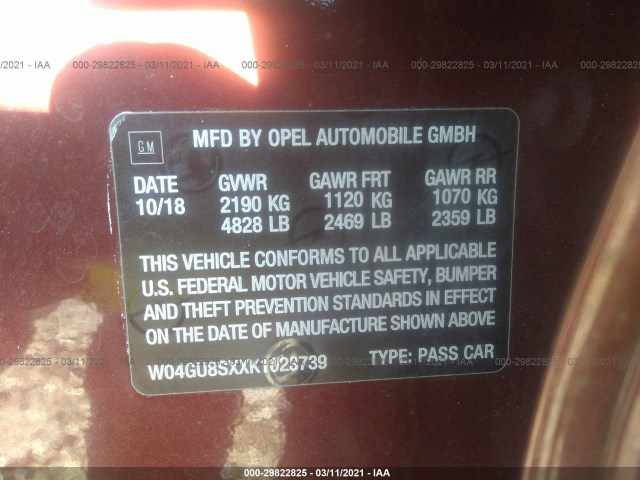 000-29822825 - 03/11/2021 - IAA
GM
MFD BY OPEL AUTOMOBILE GMBH
DATE GVWR GAWR FRT GAWR RR
10/18 2190 KG 1120 KG 1070 KG
4828 LB 2469 LB 2359 LB
THIS VEHICLE CONFORMS TO ALL APPLICABLE
U.S. FEDERAL MOTOR VEHICLE SAFETY, BUMPER
AND THEFT PREVENTION STANDARDS IN EFFECT
ON THE DATE OF MANUFACTURE SHOWN ABOVE
W04GU8SXXK1023739 TYPE: PASS CAR
000-29822825 - 03/11/2021 - IAA